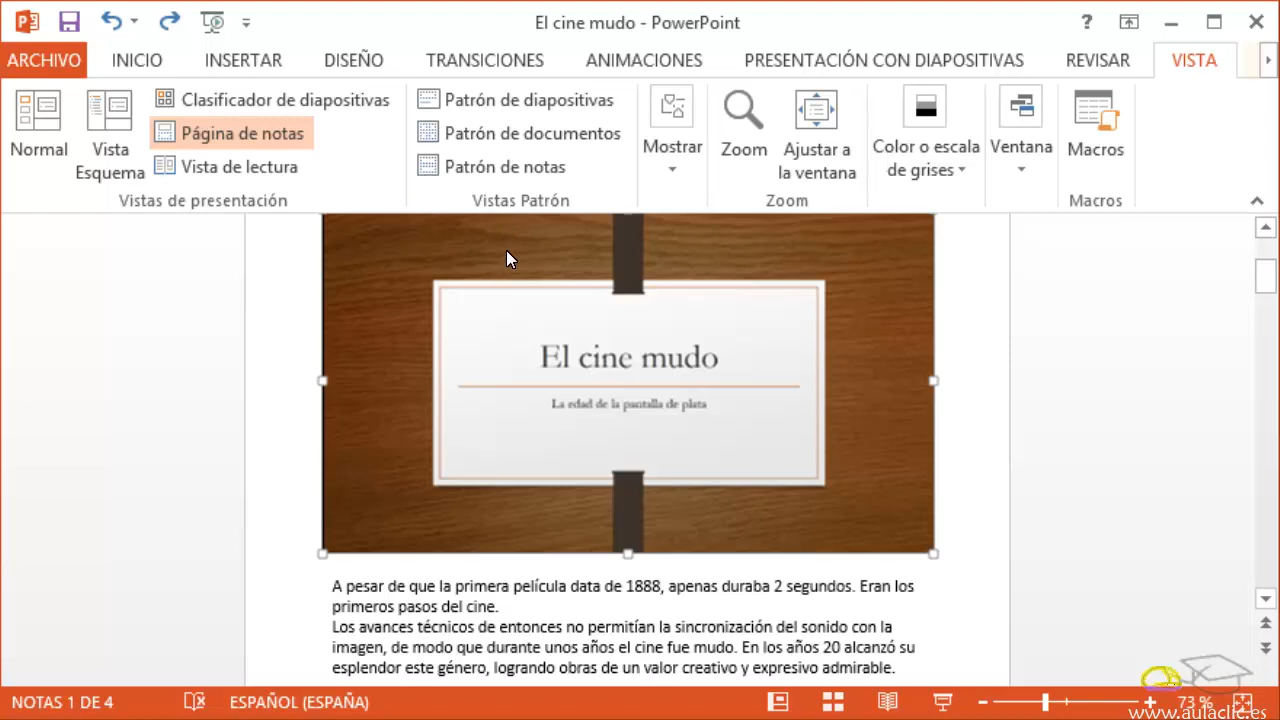 El cine mudo - PowerPoint
?
ARCHIVO INICIO INSERTAR DISEÑO TRANSICIONES ANIMACIONES PRESENTACIÓN CON DIAPOSITIVAS REVISAR VISTA
Normal
Vista
Esquema
Clasificador de diapositivas
Página de notas
Vista de lectura
Vistas de presentación
Patrón de diapositivas
Patrón de documentos
Patrón de notas
Vistas Patrón
Mostrar
Zoom
Ajustar a
la ventana
Zoom
Color o escala
de grises
Ventana
Macros
Macros
El cine mudo
La edad de la pantalla de plata
A pesar de que la primera película data de 1888, apenas duraba 2 segundos. Eran los
primeros pasos del cine.
Los avances técnicos de entonces no permitían la sincronización del sonido con la
imagen, de modo que durante unos años el cine fue mudo. En los años 20 alcanzó su
esplendor este género, logrando obras de un valor creativo y expresivo admirable.
NOTAS 1 DE 4 ESPAÑOL (ESPAÑA) 73 %
www.aulaclic.es